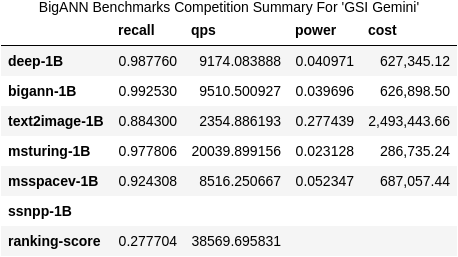 BigANN Benchmarks Competition Summary For 'GSI Gemini'
recall qps power cost
deep-1B 0.987760 9174.083888 0.040971 627,345.12
bigann-1B 0.992530 9510.500927 0.039696 626,898.50
text2image-1B 0.884300 2354.886193 0.277439 2,493,443.66
msturing-1B 0.977806 20039.899156 0.023128 286,735.24
msspacev-1B 0.924308 8516.250667 0.052347 687,057.44
ssnpp-1B
ranking-score 0.277704 38569.695831